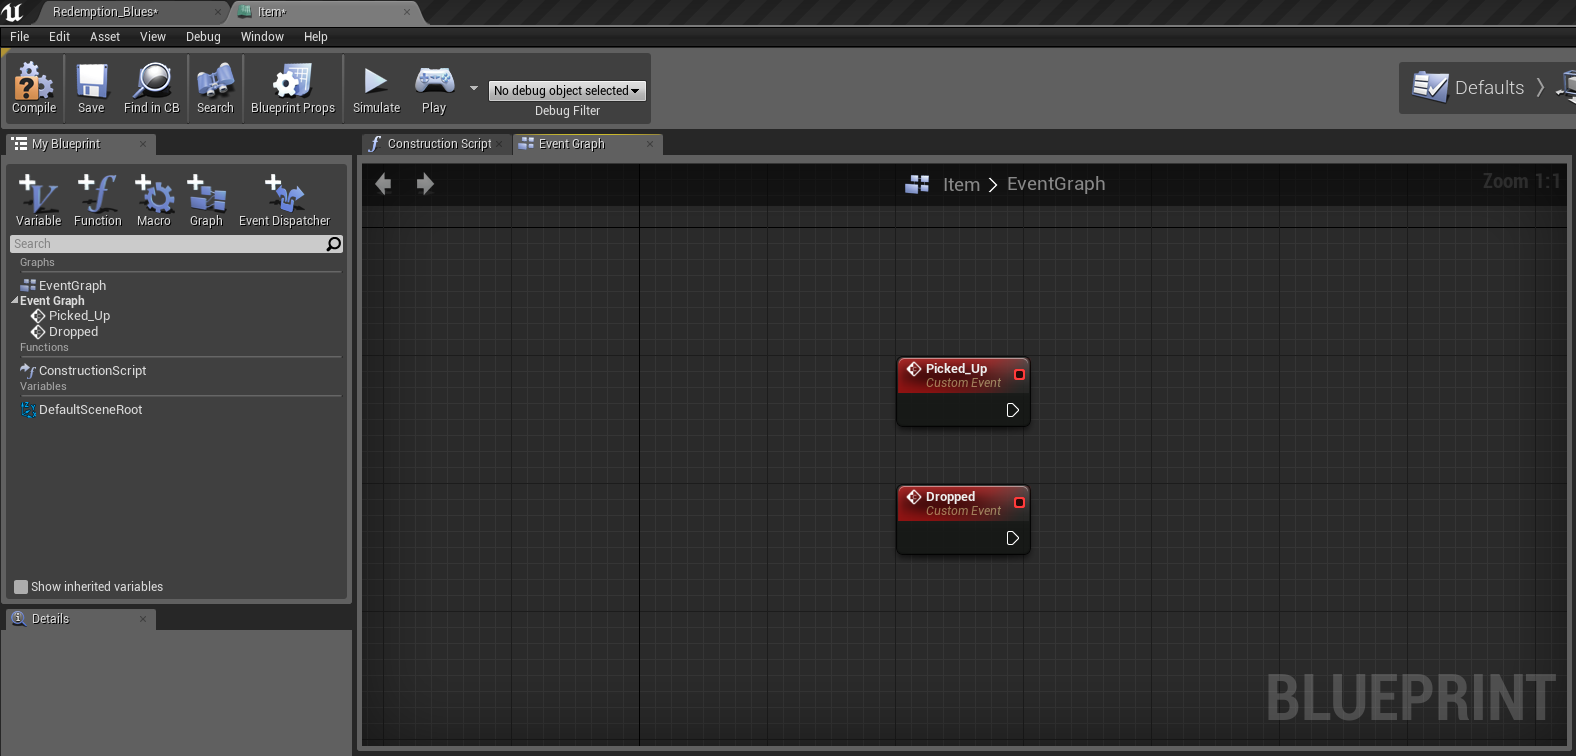 Redemption_Blues*
Item*
File Edit Asset View Debug Window Help
Compile Save Find in CB Search Blueprint Props Simulate Play
No debug object selected
Debug Filter
Defaults
My Blueprint
Construction Script
Event Graph
Variable Function Macro Graph Event Dispatcher
Search
Graphs
EventGraph
Event Graph
Picked_Up
Dropped
Functions
ConstructionScript
Variables
DefaultSceneRoot
Show inherited variables
Details
Item > EventGraph
Zoom 1:1
Picked_Up
Custom Event
Dropped
Custom Event
BLUEPRINT